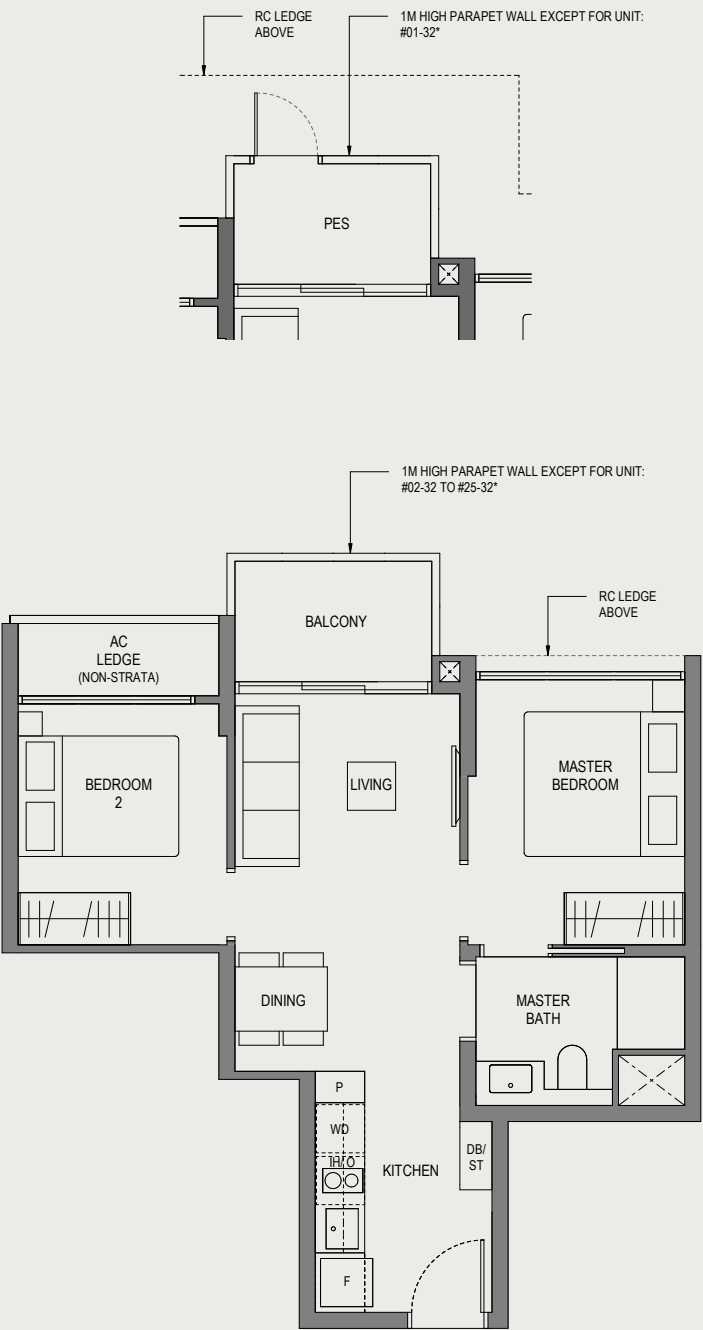 RC LEDGE
ABOVE
1M HIGH PARAPET WALL EXCEPT FOR UNIT:
#01-32*
PES
1M HIGH PARAPET WALL EXCEPT FOR UNIT:
#02-32 TO #25-32*
RC LEDGE
ABOVE
BALCONY
AC
LEDGE
(NON-STRATA)
BEDROOM
2
LIVING
MASTER
BEDROOM
DINING
MASTER
BATH
P
WD
IH/O
KITCHEN
DB/
ST
F